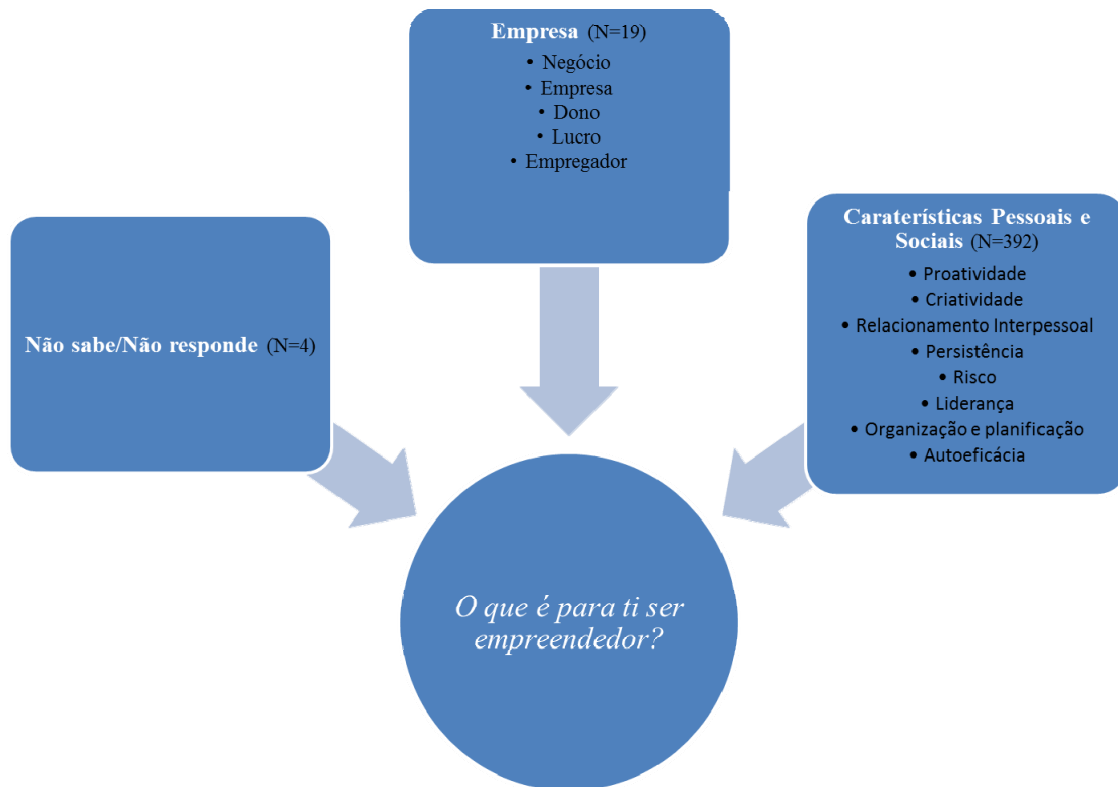 Empresa (N=19)
• Negócio
• Empresa
• Dono
• Lucro
• Empregador
Não sabe/Não responde (N=4)
Caraterísticas Pessoais e
Sociais (N=392)
• Proatividade
• Criatividade
• Relacionamento Interpessoal
• Persistência
• Risco
• Liderança
• Organização e planificação
• Autoeficácia
O que é para ti ser
empreendedor?